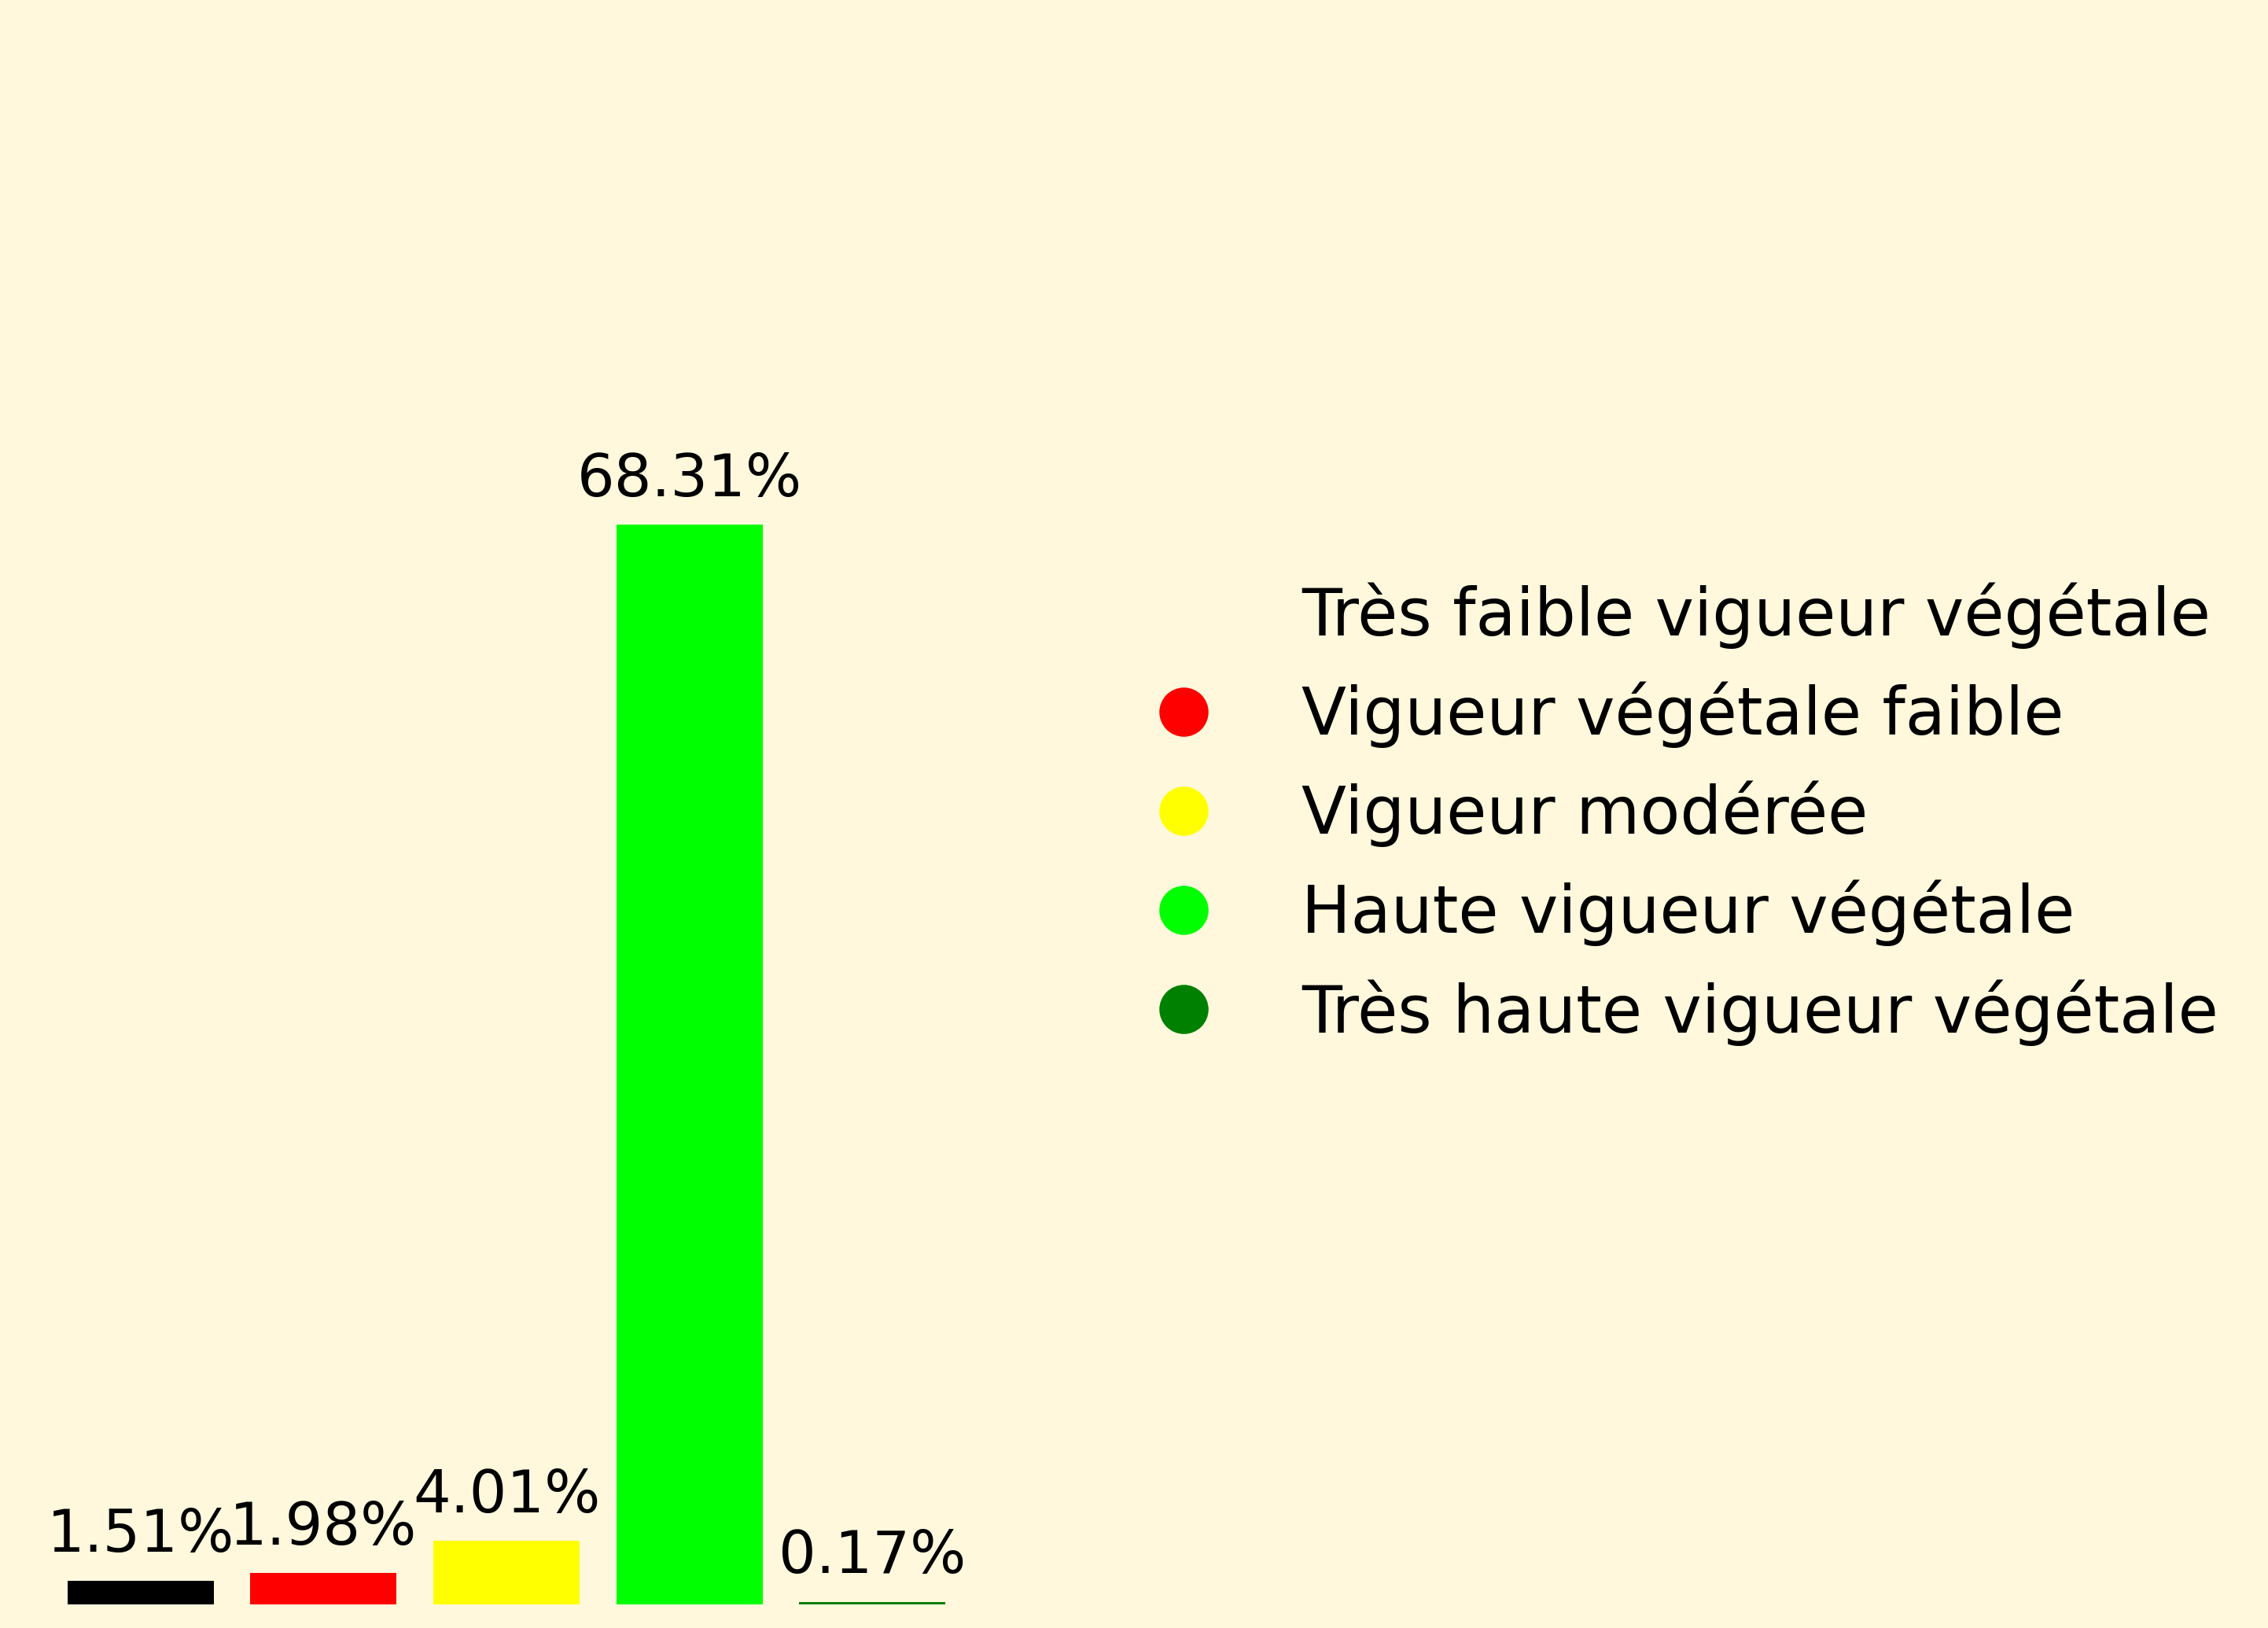 68.31%
Très faible vigueur végétale
Vigueur végétale faible
Vigueur modérée
Haute vigueur végétale
Très haute vigueur végétale
4.01%
1.51%
1.98%
0.17%